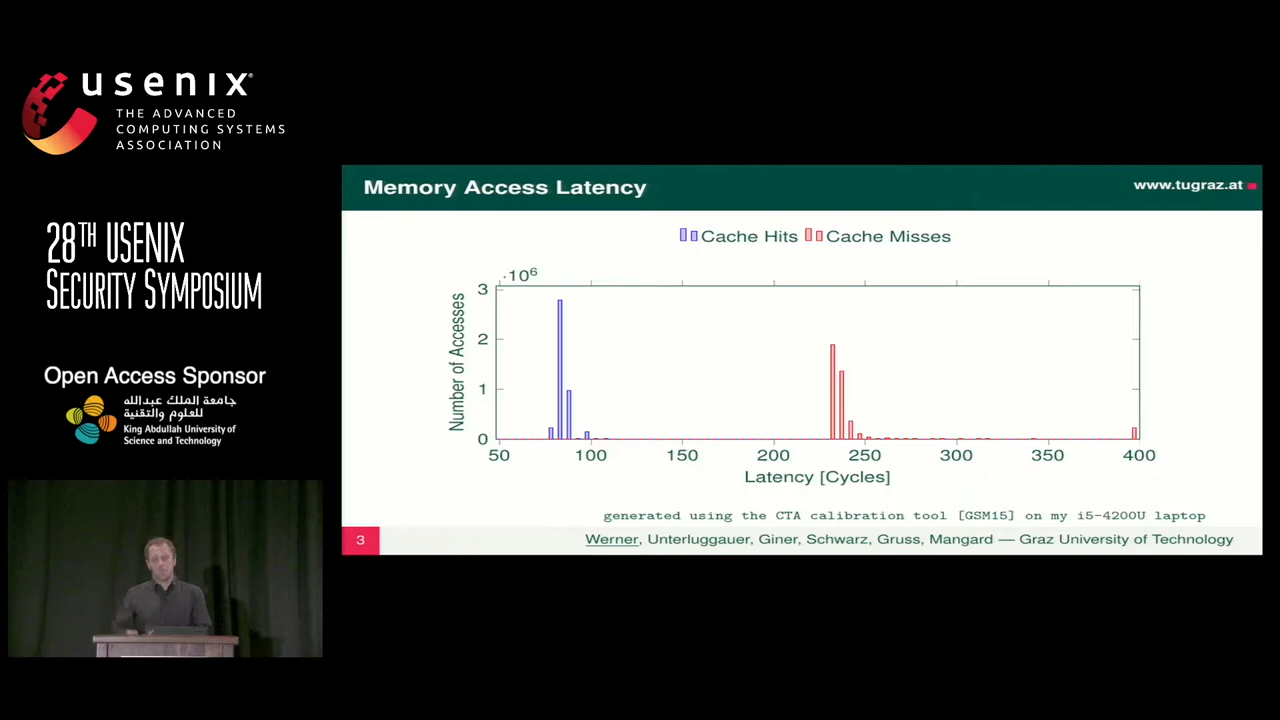 usenix®
THE ADVANCED
COMPUTING SYSTEMS
ASSOCIATION
28TH USENIX
SECURITY SYMPOSIUM
Open Access Sponsor
جامعة الملك عبدالله
للعلوم والتقنية
King Abdullah University of
Science and Technology
Memory Access Latency
www.tugraz.at
Cache Hits Cache Misses
·10⁶
3
2
1
0
Number of Accesses
50 100 150 200 250 300 350 400
Latency [Cycles]
generated using the CTA calibration tool [GSM15] on my i5-4200U laptop
3
Werner, Unterluggauer, Giner, Schwarz, Gruss, Mangard — Graz University of Technology